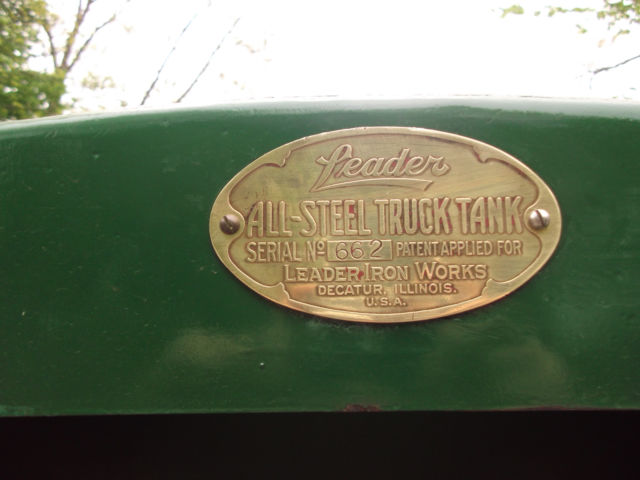 Leader
ALL-STEEL TRUCK TANK
SERIAL Nº 662 PATENT APPLIED FOR
LEADER IRON WORKS
DECATUR, ILLINOIS.
U.S.A.